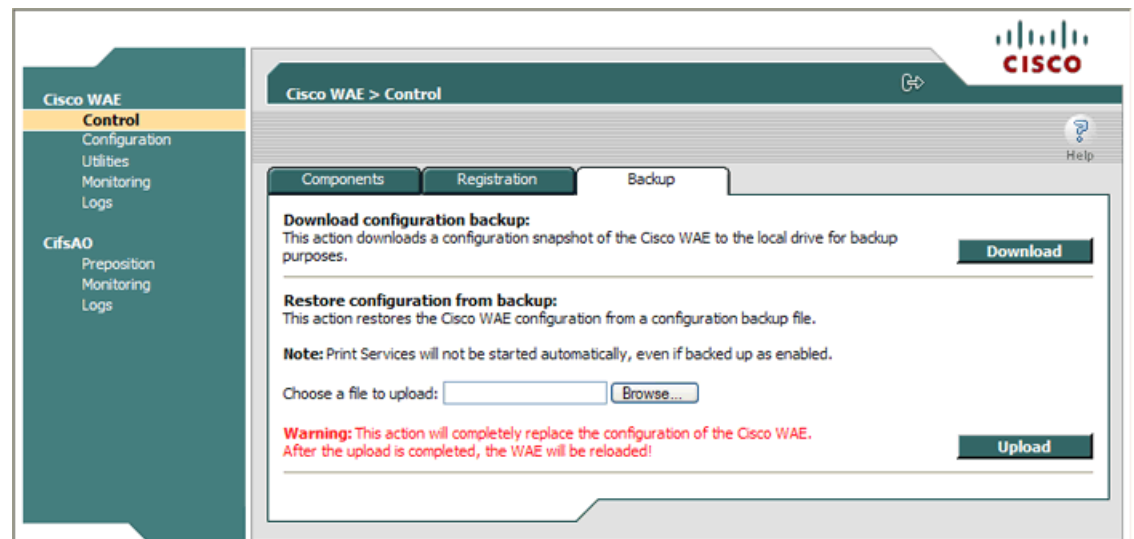 CISCO
Cisco WAE
Control
Configuration
Utilities
Monitoring
Logs
CifsAO
Preposition
Monitoring
Logs
Cisco WAE > Control
Help
Components
Registration
Backup
Download configuration backup:
This action downloads a configuration snapshot of the Cisco WAE to the local drive for backup
purposes.
Download
Restore configuration from backup:
This action restores the Cisco WAE configuration from a configuration backup file.
Note: Print Services will not be started automatically, even if backed up as enabled.
Choose a file to upload:
Browse...
Warning: This action will completely replace the configuration of the Cisco WAE.
After the upload is completed, the WAE will be reloaded!
Upload